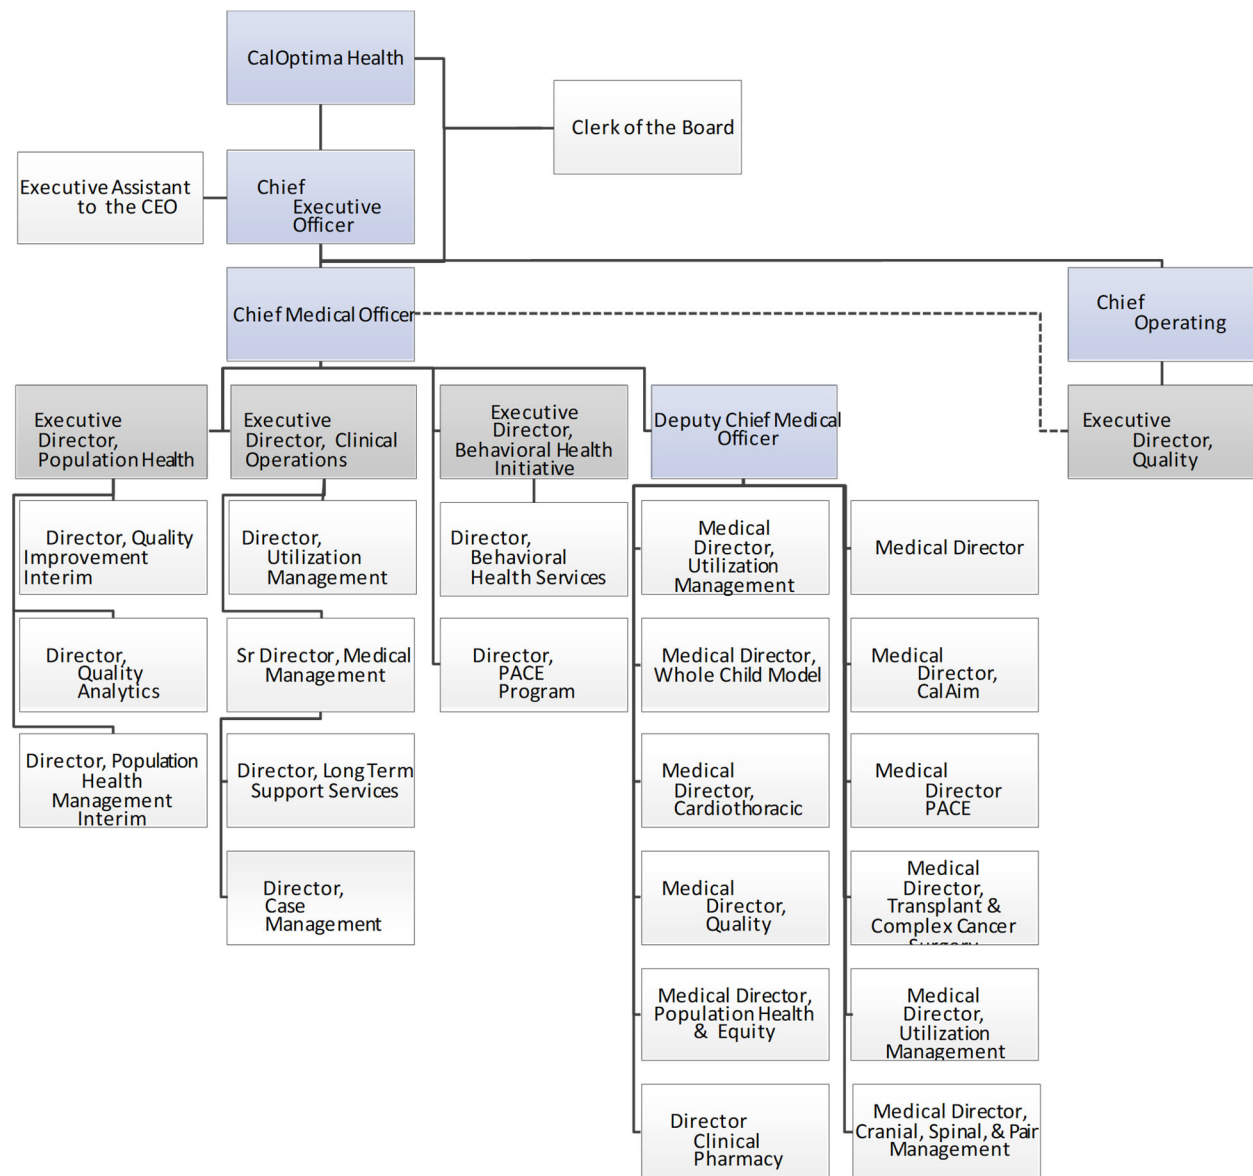 CalOptima Health
Clerk of the Board
Executive Assistant
to the CEO
Chief
Executive
Officer
Chief Medical Officer
Chief
Operating
Executive
Director,
Population Health
Executive
Director, Clinical
Operations
Executive
Director,
Behavioral Health
Initiative
Deputy Chief Medical
Officer
Executive
Director,
Quality
Director, Quality
Improvement
Interim
Director,
Utilization
Management
Director,
Behavioral
Health Services
Medical
Director,
Utilization
Management
Medical Director
Director,
Quality
Analytics
Sr Director, Medical
Management
Director,
PACE
Program
Medical Director,
Whole Child Model
Medical
Director,
CalAim
Director, Population
Health
Management
Interim
Director, Long Term
Support Services
Medical
Director,
Cardiothoracic
Medical
Director
PACE
Director,
Case
Management
Medical
Director,
Quality
Medical
Director,
Transplant &
Complex Cancer
Surgery
Medical Director,
Population Health
& Equity
Medical
Director,
Utilization
Management
Director
Clinical
Pharmacy
Medical Director,
Cranial, Spinal, & Pain
Management